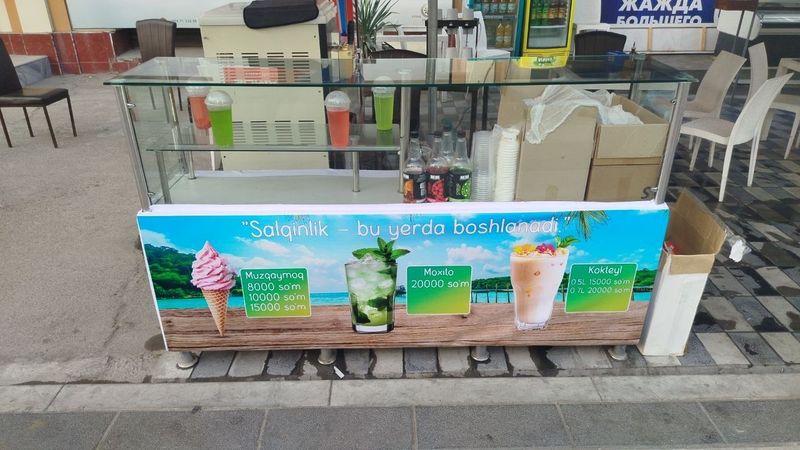 ЖАЖДА
БОЛЬШЕГО
"Salqinlik - bu yerda boshlanadi."
Muzqaymoq
8000 so'm
10000 so'm
15000 so'm
Moxito
20000 so'm
Kokteyl
0.5L 15000 so'm
0.7L 20000 so'm